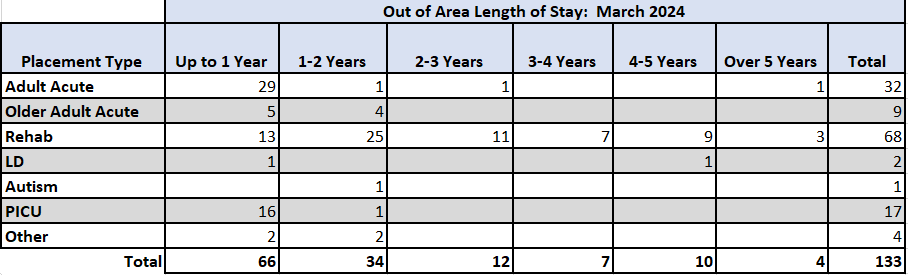 Out of Area Length of Stay: March 2024
Placement Type Up to 1 Year 1-2 Years 2-3 Years 3-4 Years 4-5 Years Over 5 Years Total
Adult Acute 29 1 1 1 32
Older Adult Acute 5 4 9
Rehab 13 25 11 7 9 3 68
LD 1 1 2
Autism 1 1
PICU 16 1 17
Other 2 2 4
Total 66 34 12 7 10 4 133